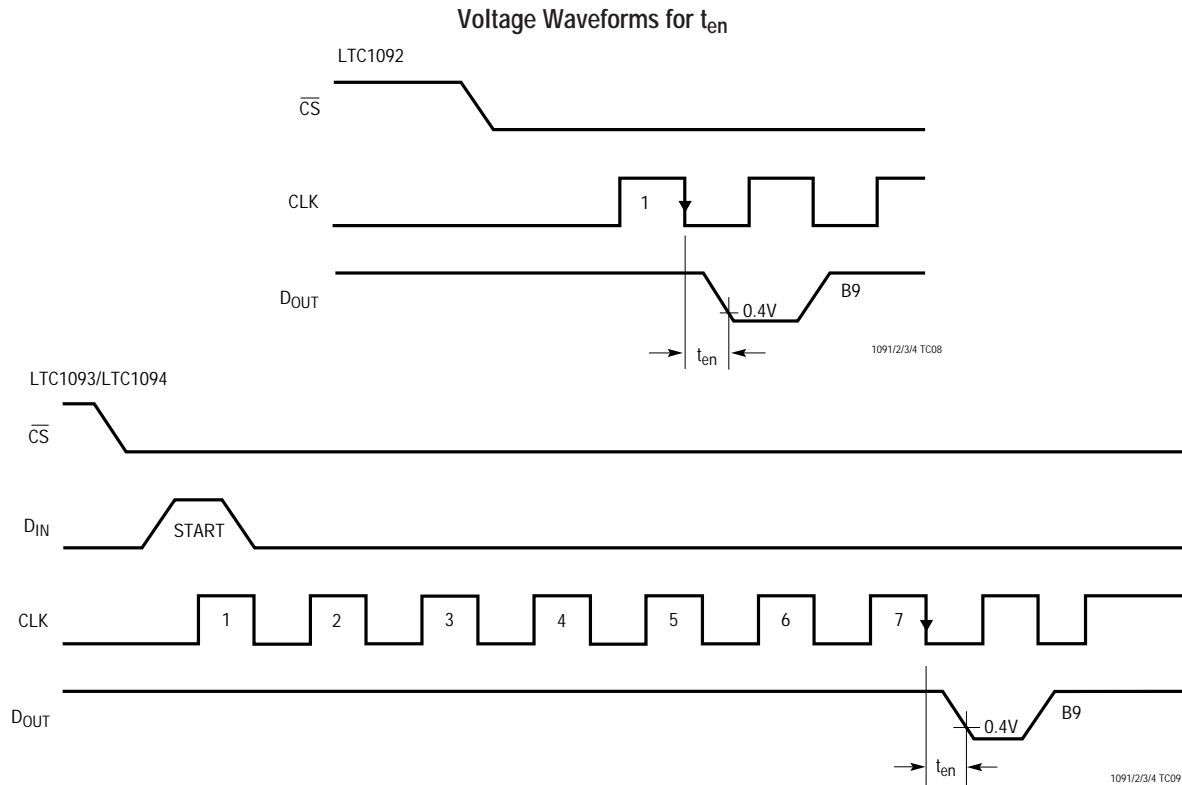 Voltage Waveforms for ten
LTC1092
CS
CLK
1
DOUT
0.4V
B9
ten
1091/2/3/4 TC08
LTC1093/LTC1094
CS
DIN
START
CLK
1 2 3 4 5 6 7
DOUT
0.4V
B9
ten
1091/2/3/4 TC09